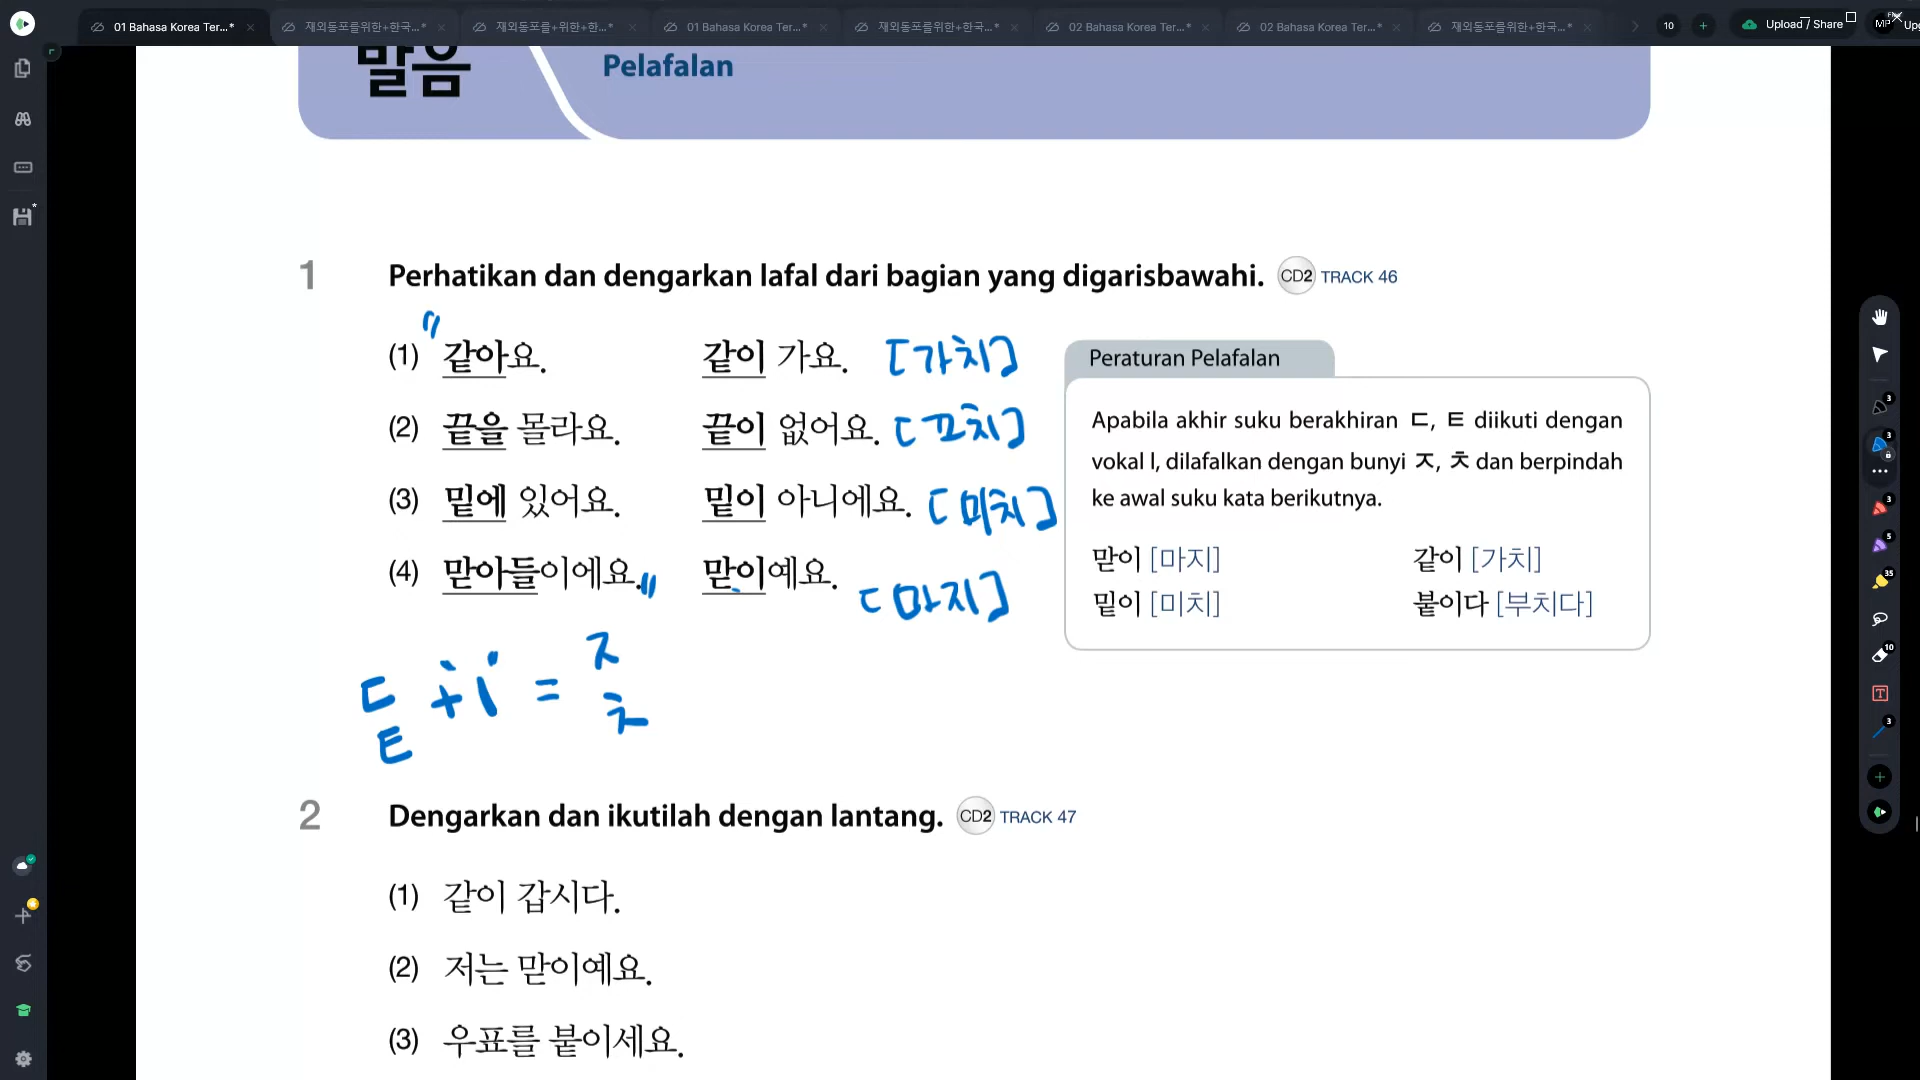 01 Bahasa Korea Ter...* 재외동포를위한+한국...* 재외동포를+위한+한...* 01 Bahasa Korea Ter...* 재외동포를위한+한국...* 02 Bahasa Korea Ter...* 02 Bahasa Korea Ter...* 재외동포를위한+한국...* 10 Upload / Share
Pelafalan
1 Perhatikan dan dengarkan lafal dari bagian yang digarisbawahi. CD2 TRACK 46
(1) 같아요. 같이 가요. [가치]
(2) 끝을 몰라요. 끝이 없어요. [끄치]
(3) 밑에 있어요. 밑이 아니에요. [미치]
(4) 맏아들이에요. 맏이예요. [마지]
Peraturan Pelafalan
Apabila akhir suku berakhiran ㄷ, ㅌ diikuti dengan
vokal l, dilafalkan dengan bunyi ㅈ, ㅊ dan berpindah
ke awal suku kata berikutnya.
맏이 [마지] 같이 [가치]
밑이 [미치] 붙이다 [부치다]
ㄷ + i = ㅈ
ㅌ ㅊ
2 Dengarkan dan ikutilah dengan lantang. CD2 TRACK 47
(1) 같이 갑시다.
(2) 저는 맏이예요.
(3) 우표를 붙이세요.